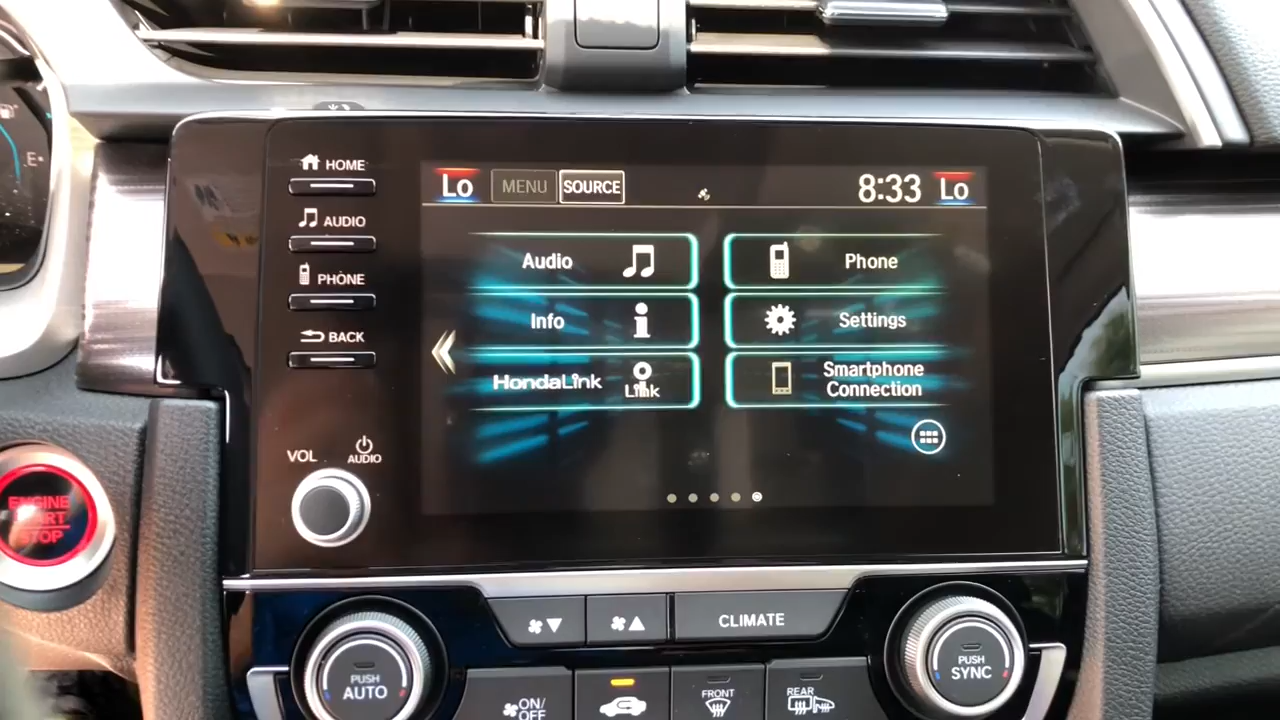 E
HOME
AUDIO
PHONE
BACK
VOL
AUDIO
Lo
MENU
SOURCE
8:33
Lo
Audio
Phone
Info
Settings
HondaLink
Link
Smartphone
Connection
ENGINE
START
STOP
CLIMATE
PUSH
AUTO
PUSH
SYNC
ON/
OFF
FRONT
REAR